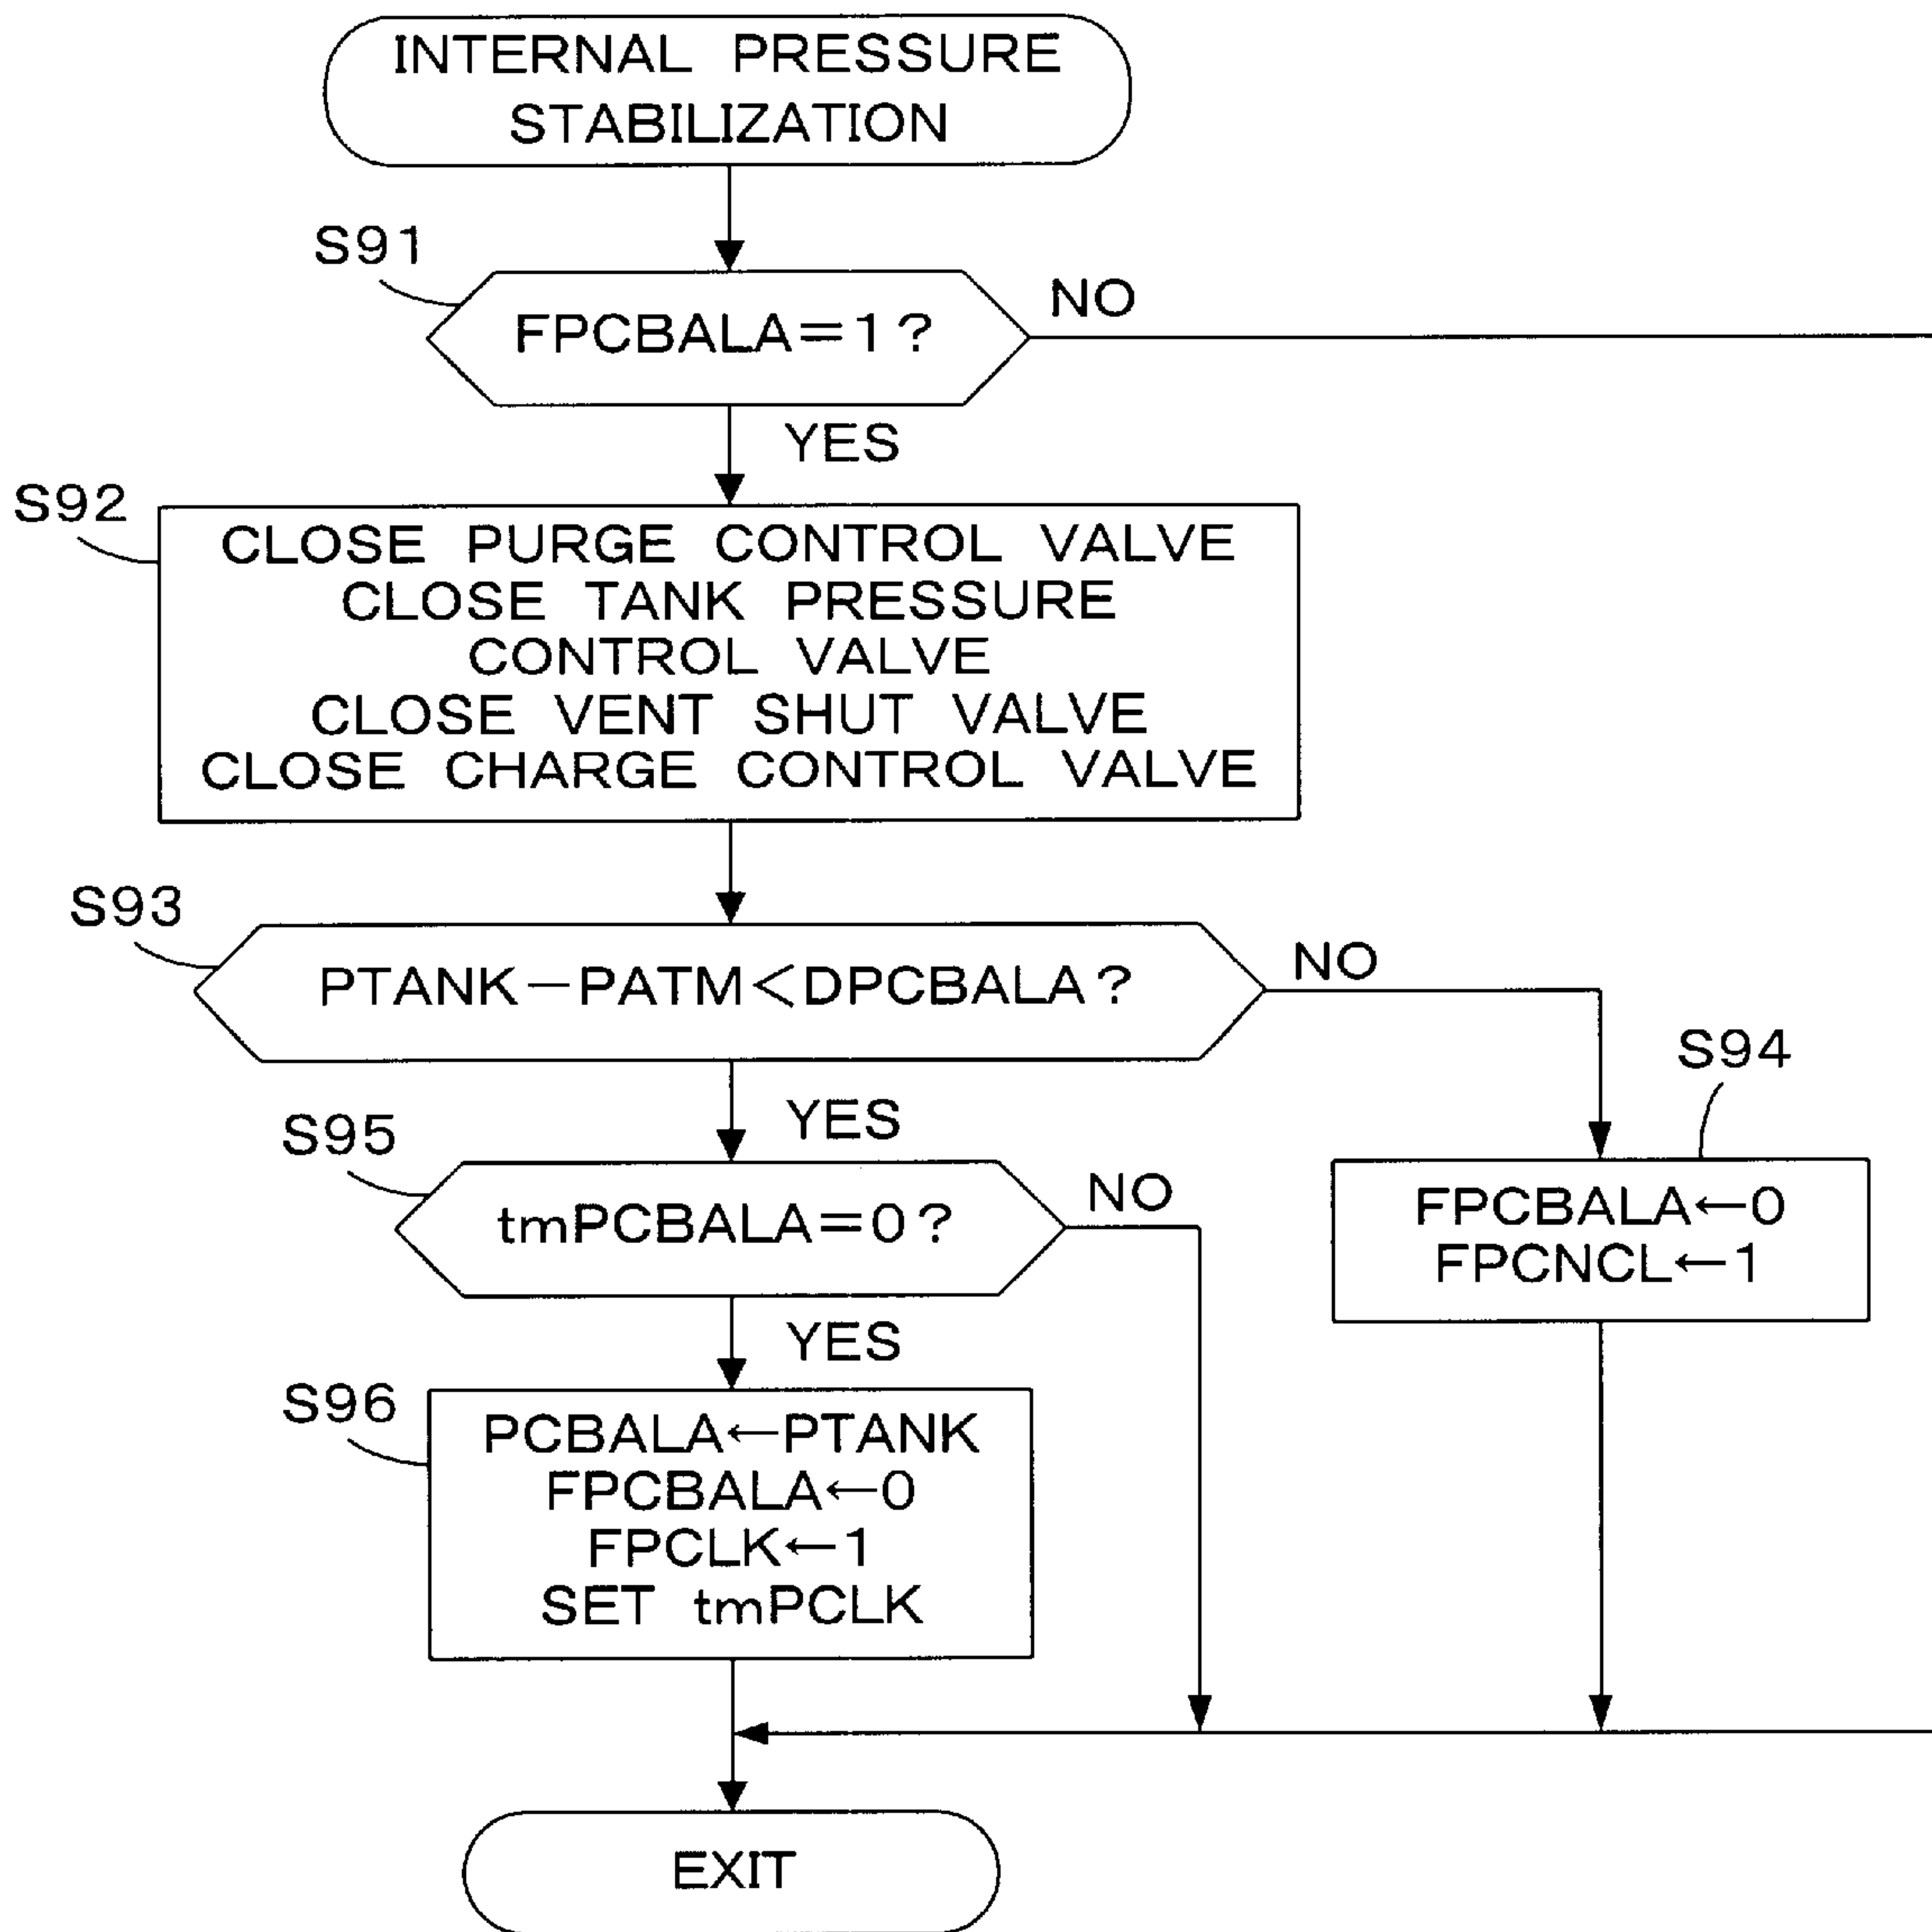 INTERNAL PRESSURE
STABILIZATION
S91
FPCBALA=1?
NO
YES
S92
CLOSE PURGE CONTROL VALVE
CLOSE TANK PRESSURE
CONTROL VALVE
CLOSE VENT SHUT VALVE
CLOSE CHARGE CONTROL VALVE
S93
PTANK−PATM<DPCBALA?
NO
YES
S94
FPCBALA←0
FPCNCL←1
S95
tmPCBALA=0?
NO
YES
S96
PCBALA←PTANK
FPCBALA←0
FPCLK←1
SET tmPCLK
EXIT